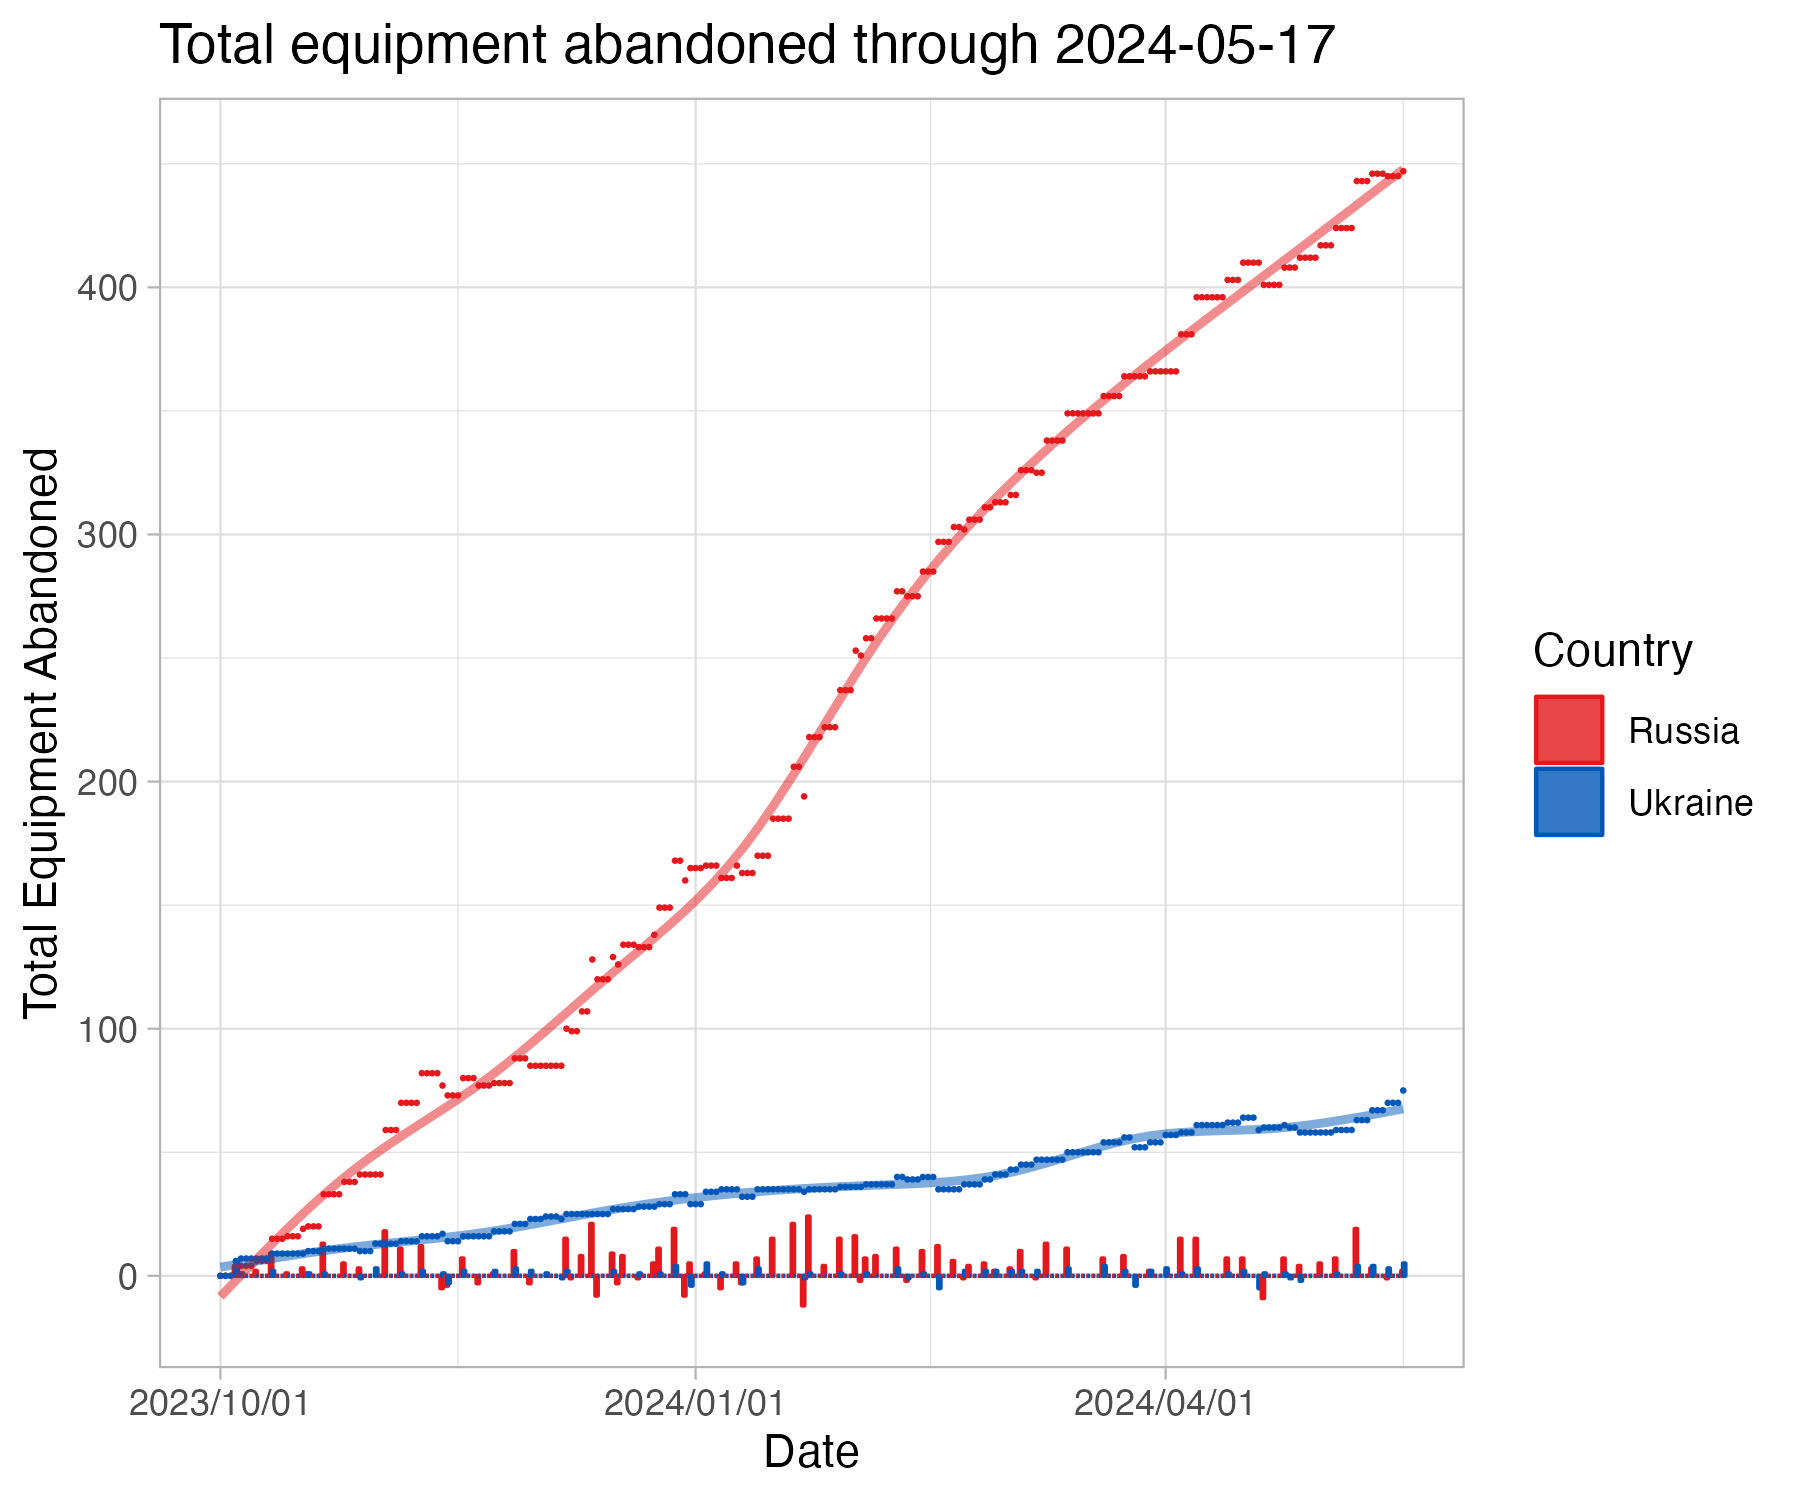 Total equipment abandoned through 2024-05-17
Total Equipment Abandoned
400
300
200
100
0
2023/10/01
2024/01/01
2024/04/01
Date
Country
Russia
Ukraine